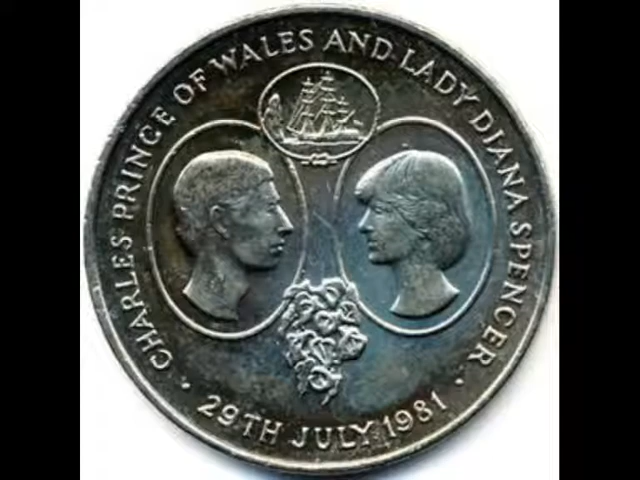 CHARLES PRINCE OF WALES AND LADY DIANA SPENCER
29TH JULY 1981